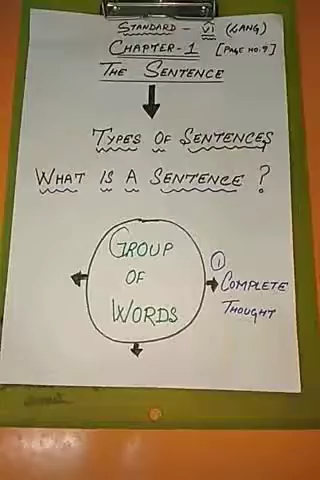 STANDARD - VI (LANG)
CHAPTER-1 [PAGE NO:9]
THE SENTENCE
TYPES OF SENTENCES
WHAT IS A SENTENCE ?
GROUP
OF
WORDS
① COMPLETE
THOUGHT